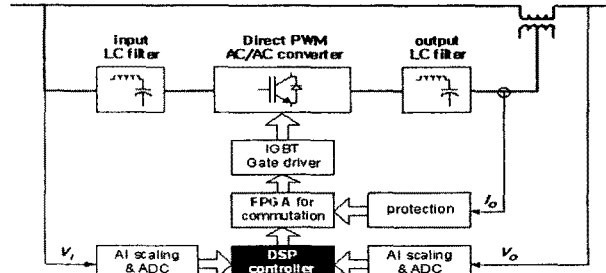 input
LC filter
Direct PWM
AC/AC converter
output
LC filter
IGBT
Gate driver
FPGA for
commutation
protection
Io
Vi
AI scaling
& ADC
DSP
controller
AI scaling
& ADC
Vo